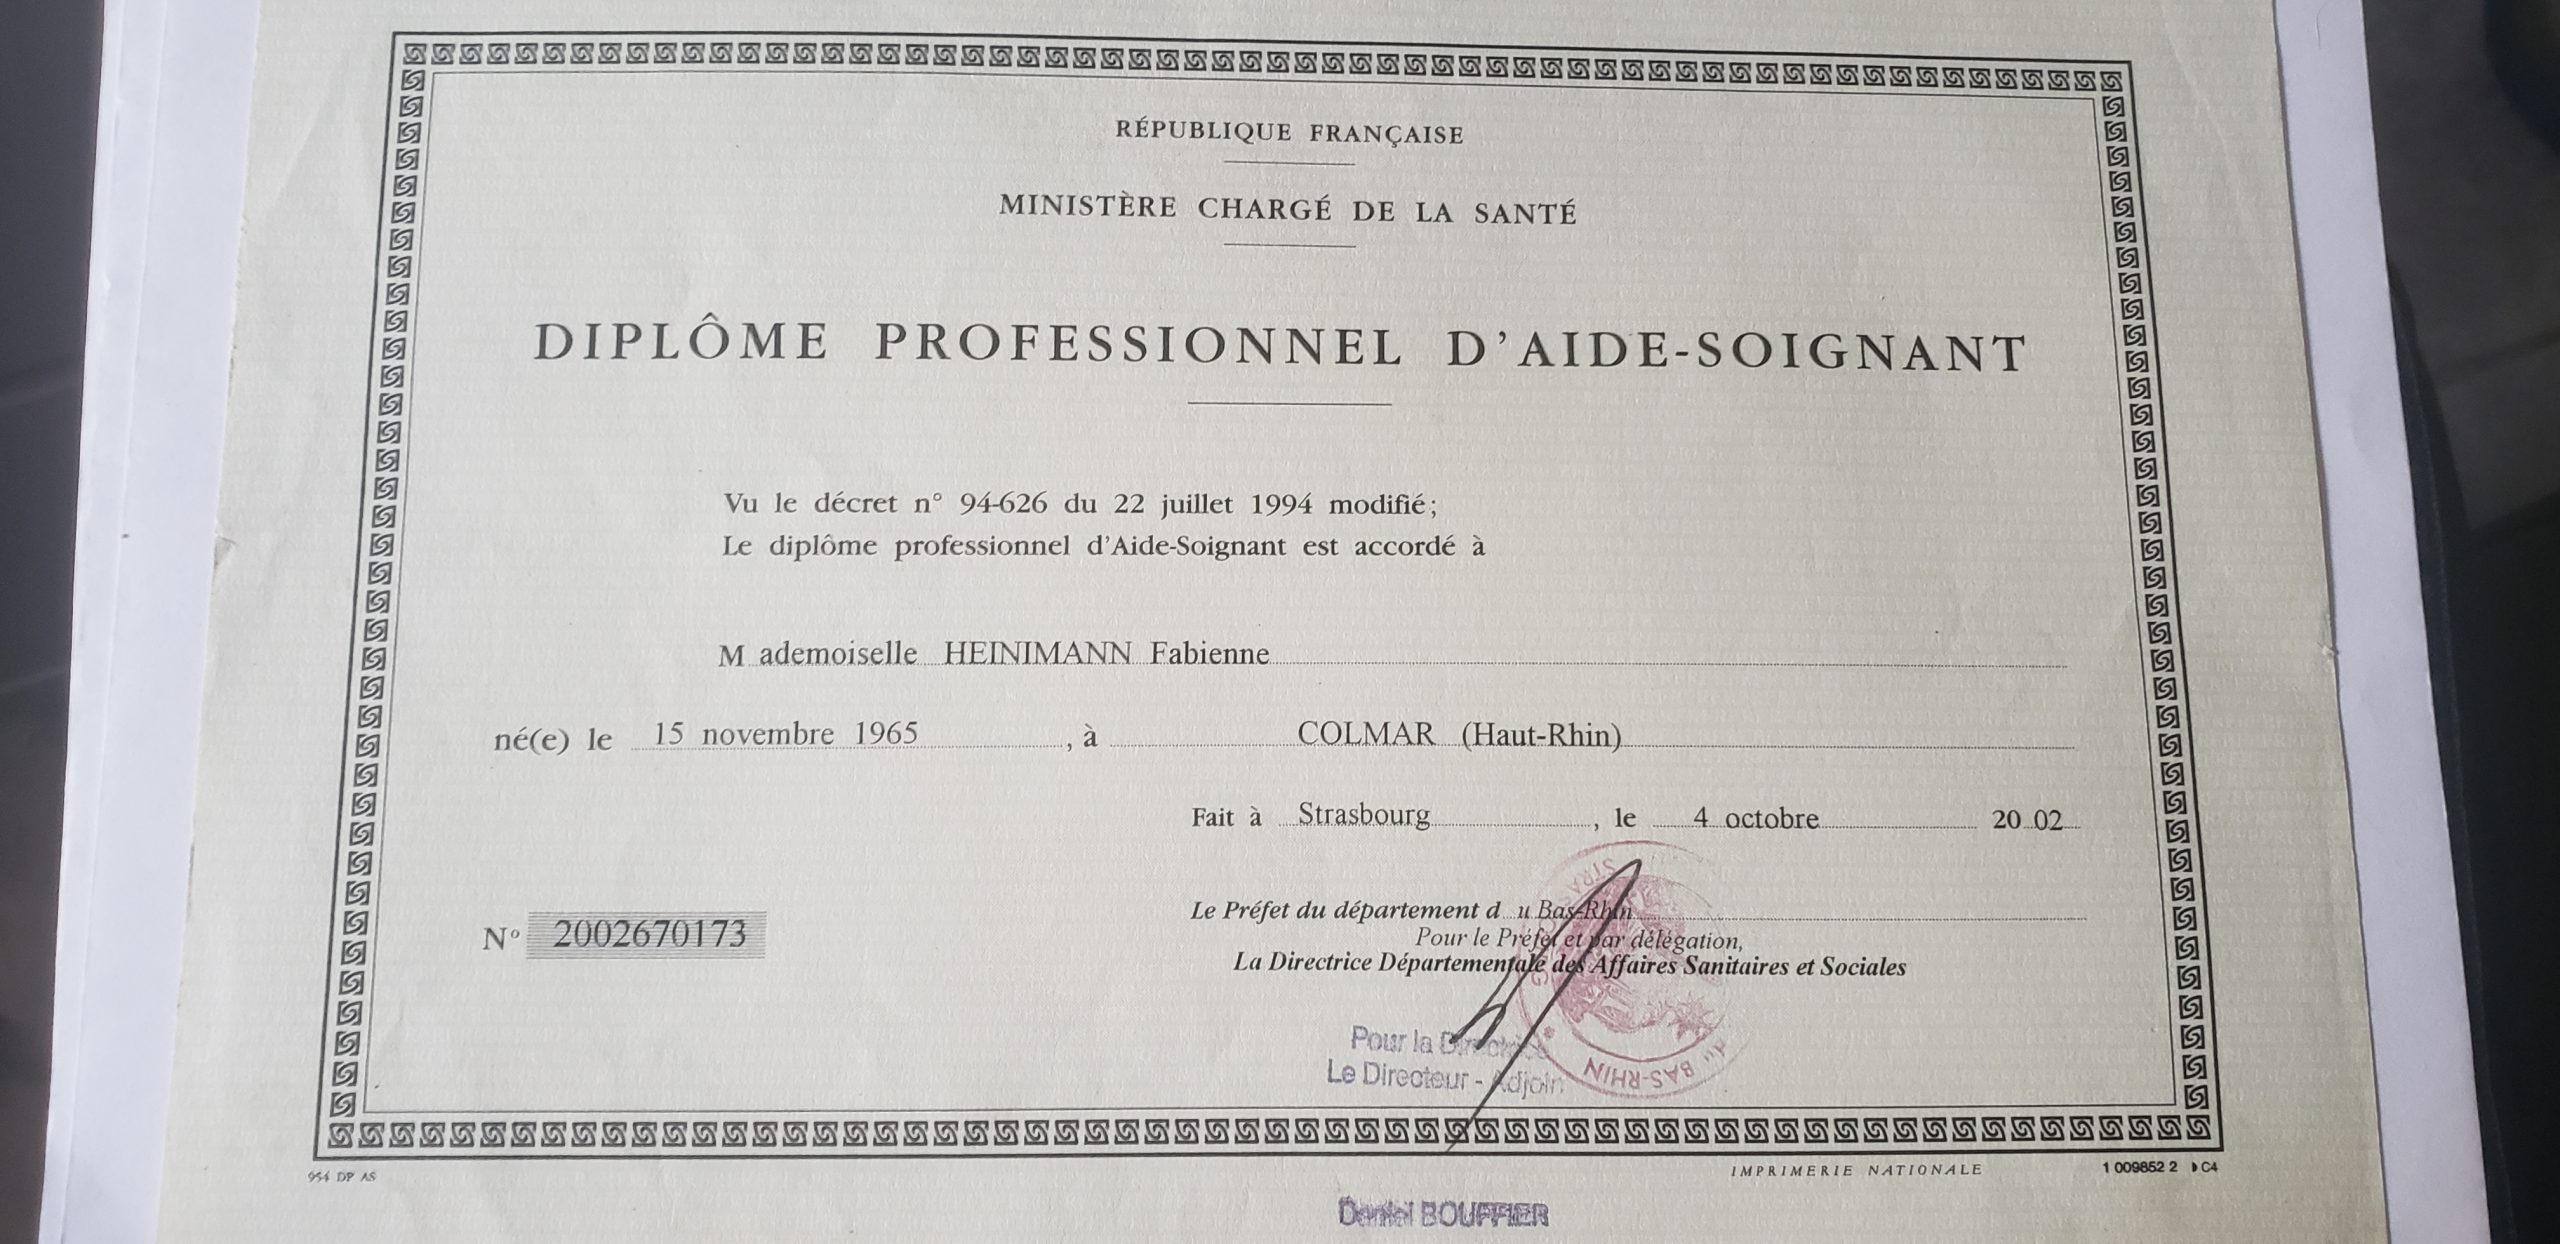 RÉPUBLIQUE FRANÇAISE
MINISTÈRE CHARGÉ DE LA SANTÉ
DIPLÔME PROFESSIONNEL D'AIDE-SOIGNANT
Vu le décret n° 94-626 du 22 juillet 1994 modifié;
Le diplôme professionnel d'Aide-Soignant est accordé à
M ademoiselle HEINIMANN Fabienne
né(e) le 15 novembre 1965, à COLMAR (Haut-Rhin)
Fait à Strasbourg, le 4 octobre 20 02
Le Préfet du département d u Bas-Rhin
N° 2002670173
Pour le Préfet et par délégation,
La Directrice Départementale des Affaires Sanitaires et Sociales
Pour la Directrice
Le Directeur - Adjoin
du BAS-RHIN
954 DP AS
IMPRIMERIE NATIONALE
1 009852 2 C4
Daniel BOUFFIER